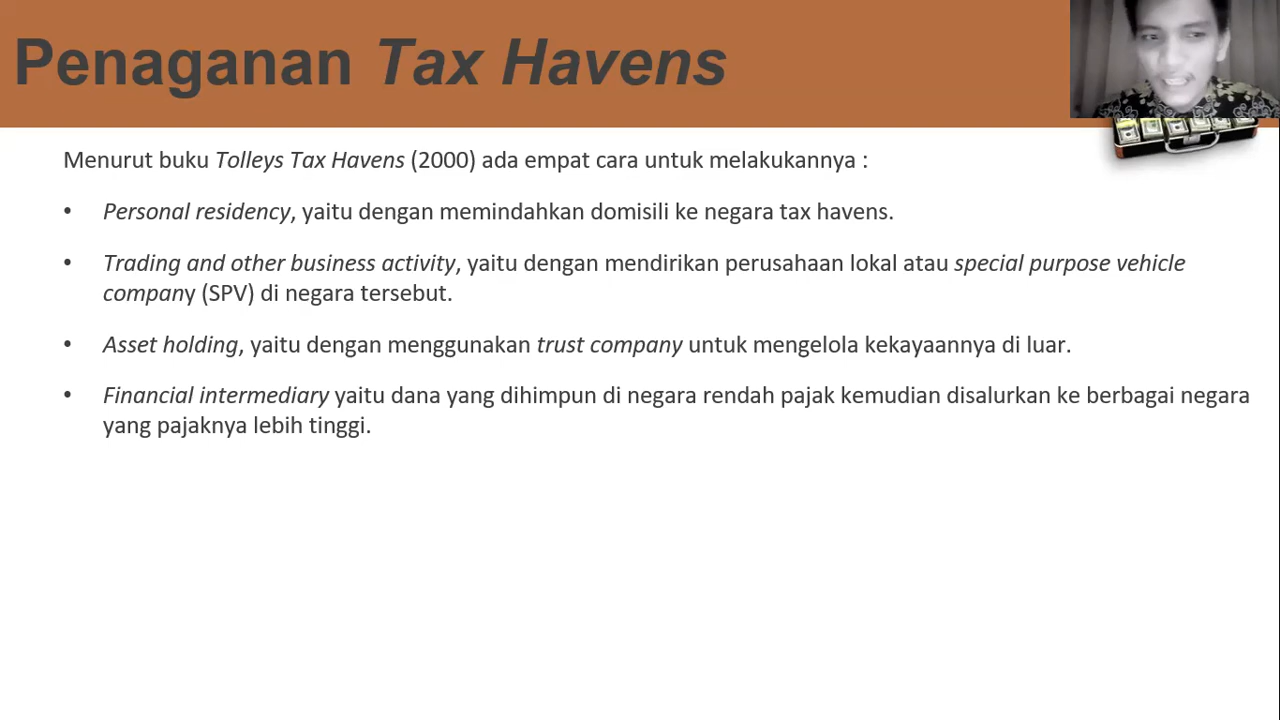 Penaganan Tax Havens
Menurut buku Tolleys Tax Havens (2000) ada empat cara untuk melakukannya :
• Personal residency, yaitu dengan memindahkan domisili ke negara tax havens.
• Trading and other business activity, yaitu dengan mendirikan perusahaan lokal atau special purpose vehicle
company (SPV) di negara tersebut.
• Asset holding, yaitu dengan menggunakan trust company untuk mengelola kekayaannya di luar.
• Financial intermediary yaitu dana yang dihimpun di negara rendah pajak kemudian disalurkan ke berbagai negara
yang pajaknya lebih tinggi.